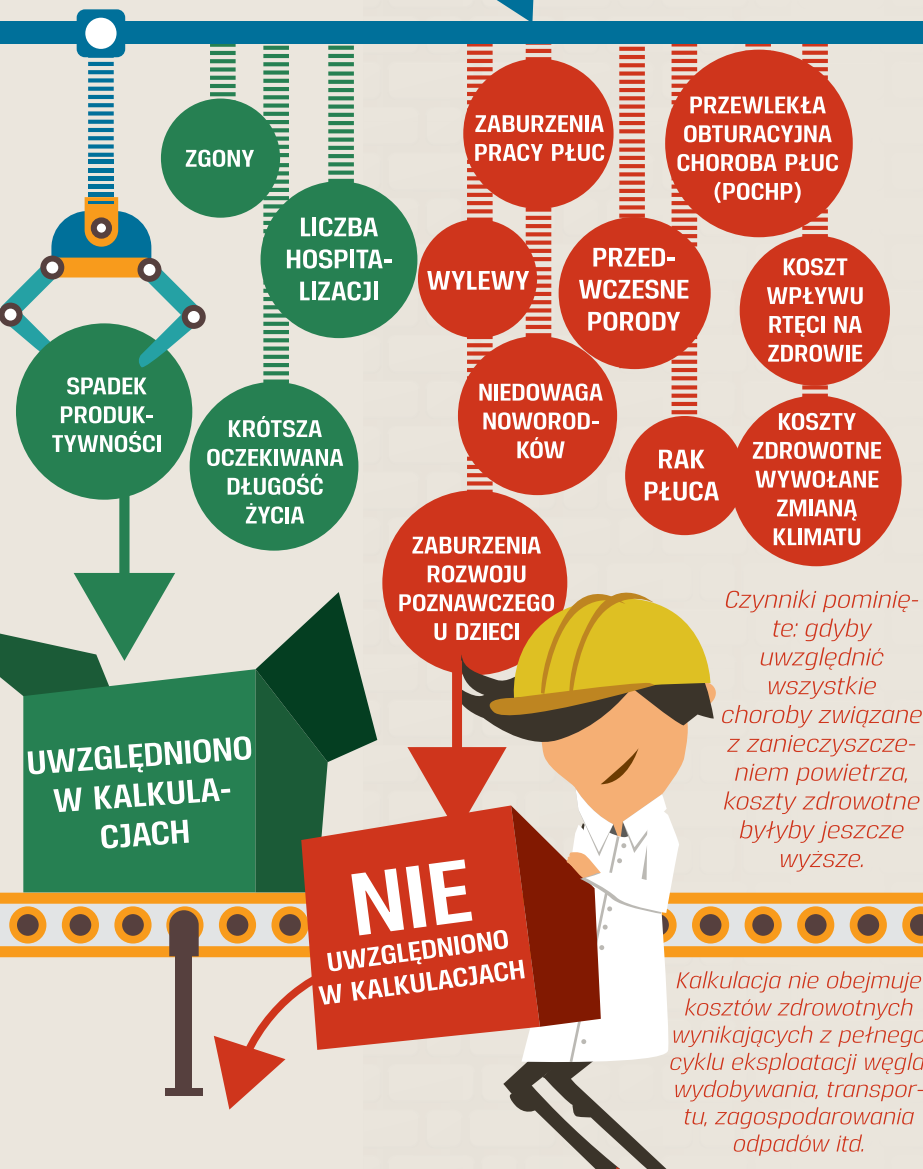 ZGONY
LICZBA
HOSPITA-
LIZACJI
SPADEK
PRODUK-
TYWNOŚCI
KRÓTSZA
OCZEKIWANA
DŁUGOŚĆ
ŻYCIA
ZABURZENIA
PRACY PŁUC
PRZEWLEKŁA
OBTURACYJNA
CHOROBA PŁUC
(POCHP)
WYLEWY
PRZED-
WCZESNE
PORODY
KOSZT
WPŁYWU
RTĘCI NA
ZDROWIE
NIEDOWAGA
NOWOROD-
KÓW
RAK
PŁUCA
KOSZTY
ZDROWOTNE
WYWOŁANE
ZMIANĄ
KLIMATU
ZABURZENIA
ROZWOJU
POZNAWCZEGO
U DZIECI
UWZGLĘDNIONO
W KALKULA-
CJACH
NIE
UWZGLĘDNIONO
W KALKULACJACH
Czynniki pominię-
te: gdyby
uwzględnić
wszystkie
choroby związane
z zanieczyszcze-
niem powietrza,
koszty zdrowotne
byłyby jeszcze
wyższe.
Kalkulacja nie obejmuje
kosztów zdrowotnych
wynikających z pełnego
cyklu eksploatacji węgla
wydobywania, transpor-
tu, zagospodarowania
odpadów itd.